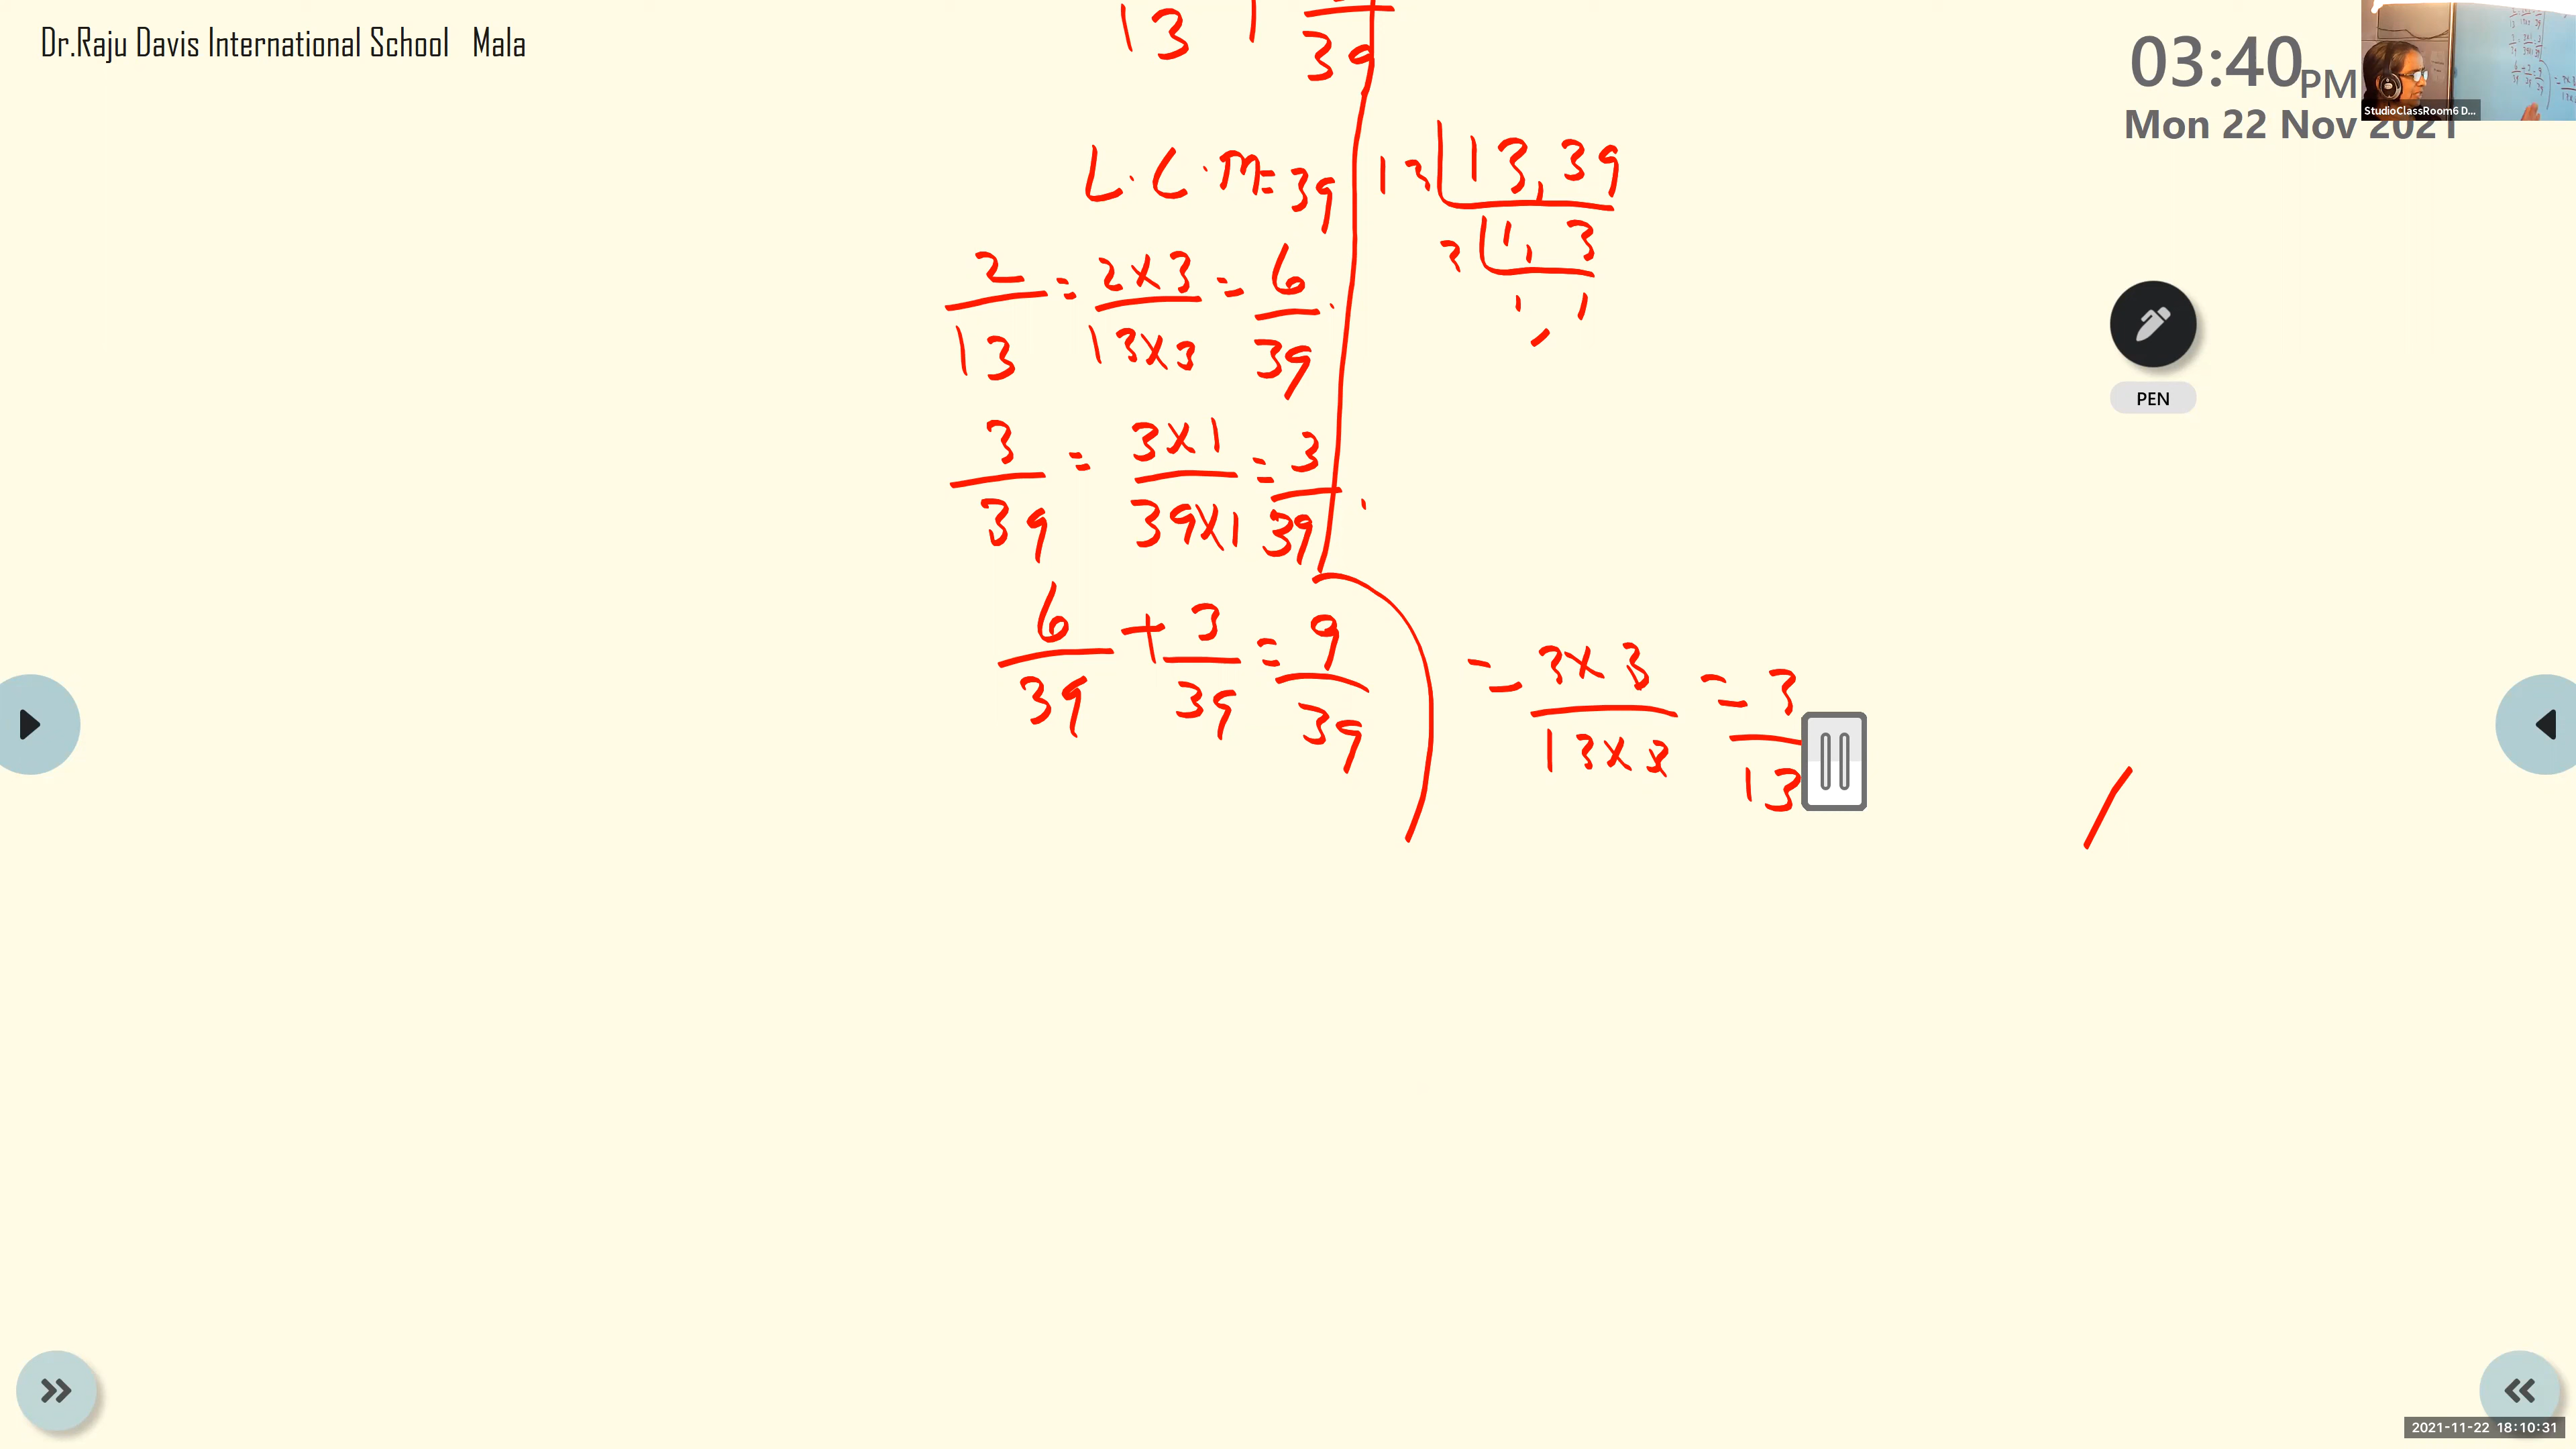 Dr.Raju Davis International School Mala
03:40 PM
Mon 22 Nov 2021
StudioClassRoom6 D...
13 39
L.C.M = 39
13 | 13, 39
3 | 1, 3
1, 1
2/13 = 2×3/13×3 = 6/39
3/39 = 3×1/39×1 = 3/39
6/39 + 3/39 = 9/39 = 3×3/13×3 = 3/13
PEN
2021-11-22 18:10:31